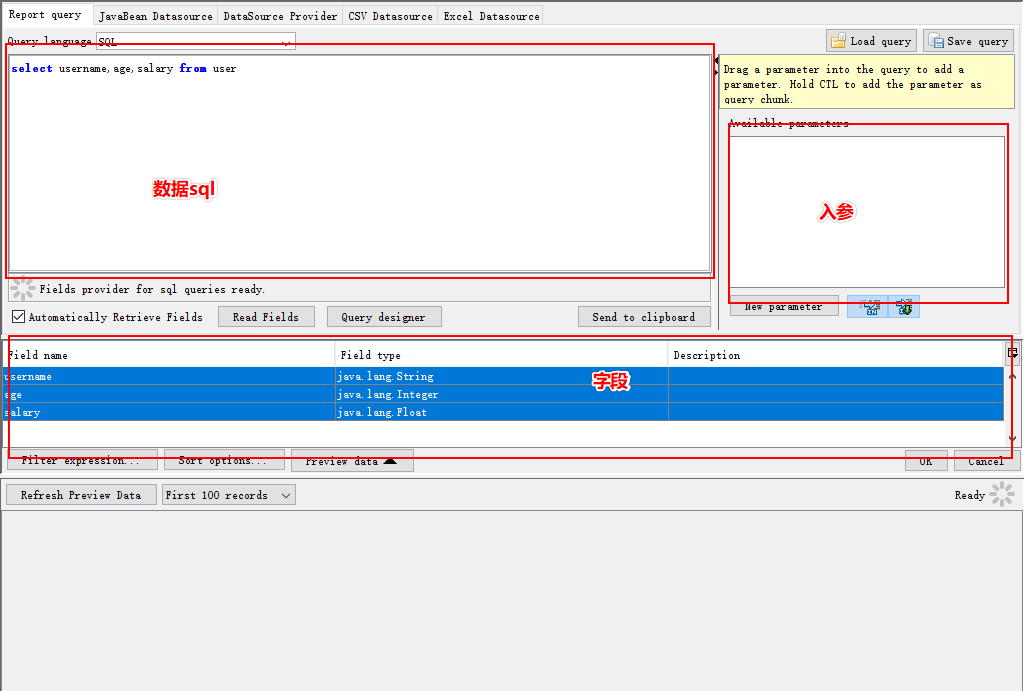 Report query JavaBean Datasource DataSource Provider CSV Datasource Excel Datasource
Query language SQL
Load query Save query
select username,age,salary from user
Drag a parameter into the query to add a
parameter. Hold CTL to add the parameter as
query chunk.
Available parameters
数据sql
入参
Fields provider for sql queries ready.
New parameter
Automatically Retrieve Fields Read Fields Query designer Send to clipboard
Field name Field type Description
username java.lang.String
字段
age java.lang.Integer
salary java.lang.Float
Filter expression... Sort options... Preview data OK Cancel
Refresh Preview Data First 100 records Ready